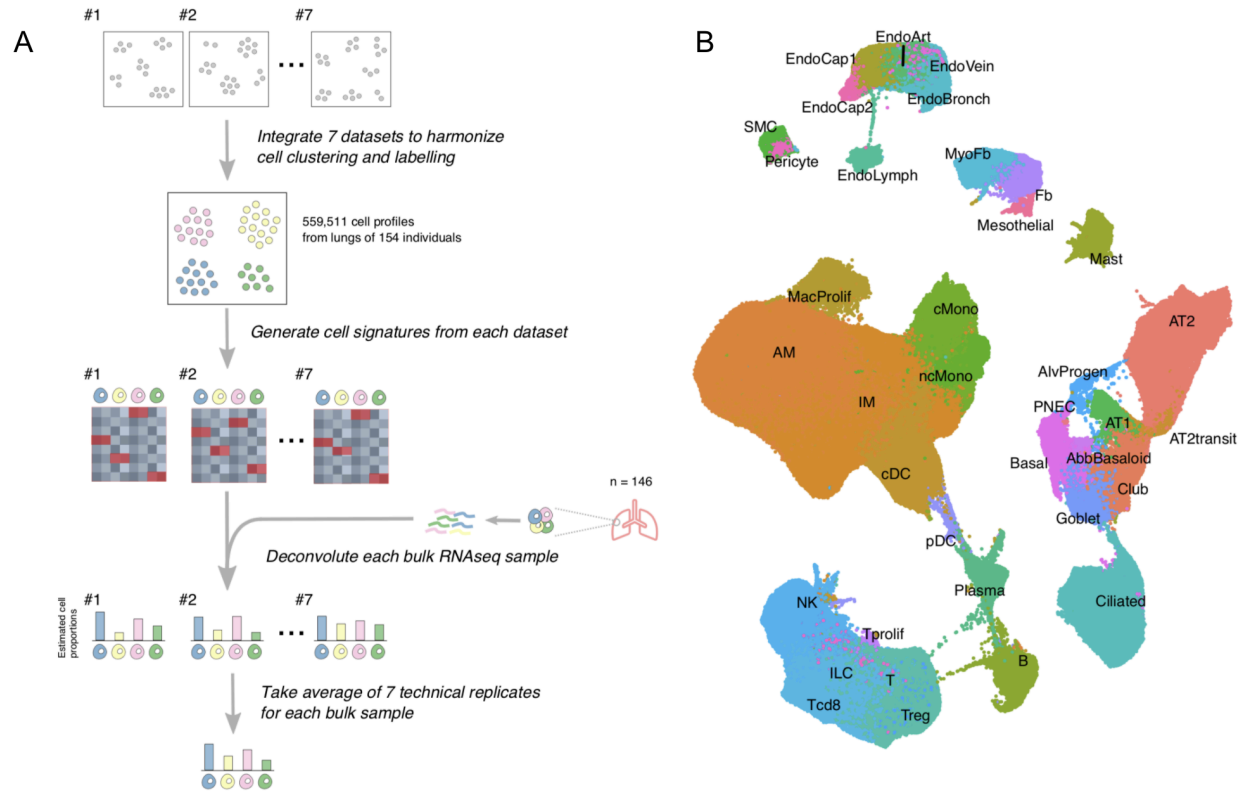 A
#1
#2
#7
...
Integrate 7 datasets to harmonize
cell clustering and labelling
559,511 cell profiles
from lungs of 154 individuals
Generate cell signatures from each dataset
#1
#2
#7
...
n = 146
Deconvolute each bulk RNAseq sample
Estimated cell
proportions
#1
#2
#7
...
Take average of 7 technical replicates
for each bulk sample
B
EndoArt
EndoCap1
EndoVein
EndoCap2
EndoBronch
SMC
Pericyte
EndoLymph
MyoFb
Fb
Mesothelial
Mast
MacProlif
cMono
AM
ncMono
IM
cDC
AT2
AlvProgen
PNEC
AT1
AT2transit
Basal
AbbBasaloid
Club
Goblet
pDC
Plasma
Ciliated
NK
Tprolif
ILC
T
B
Tcd8
Treg